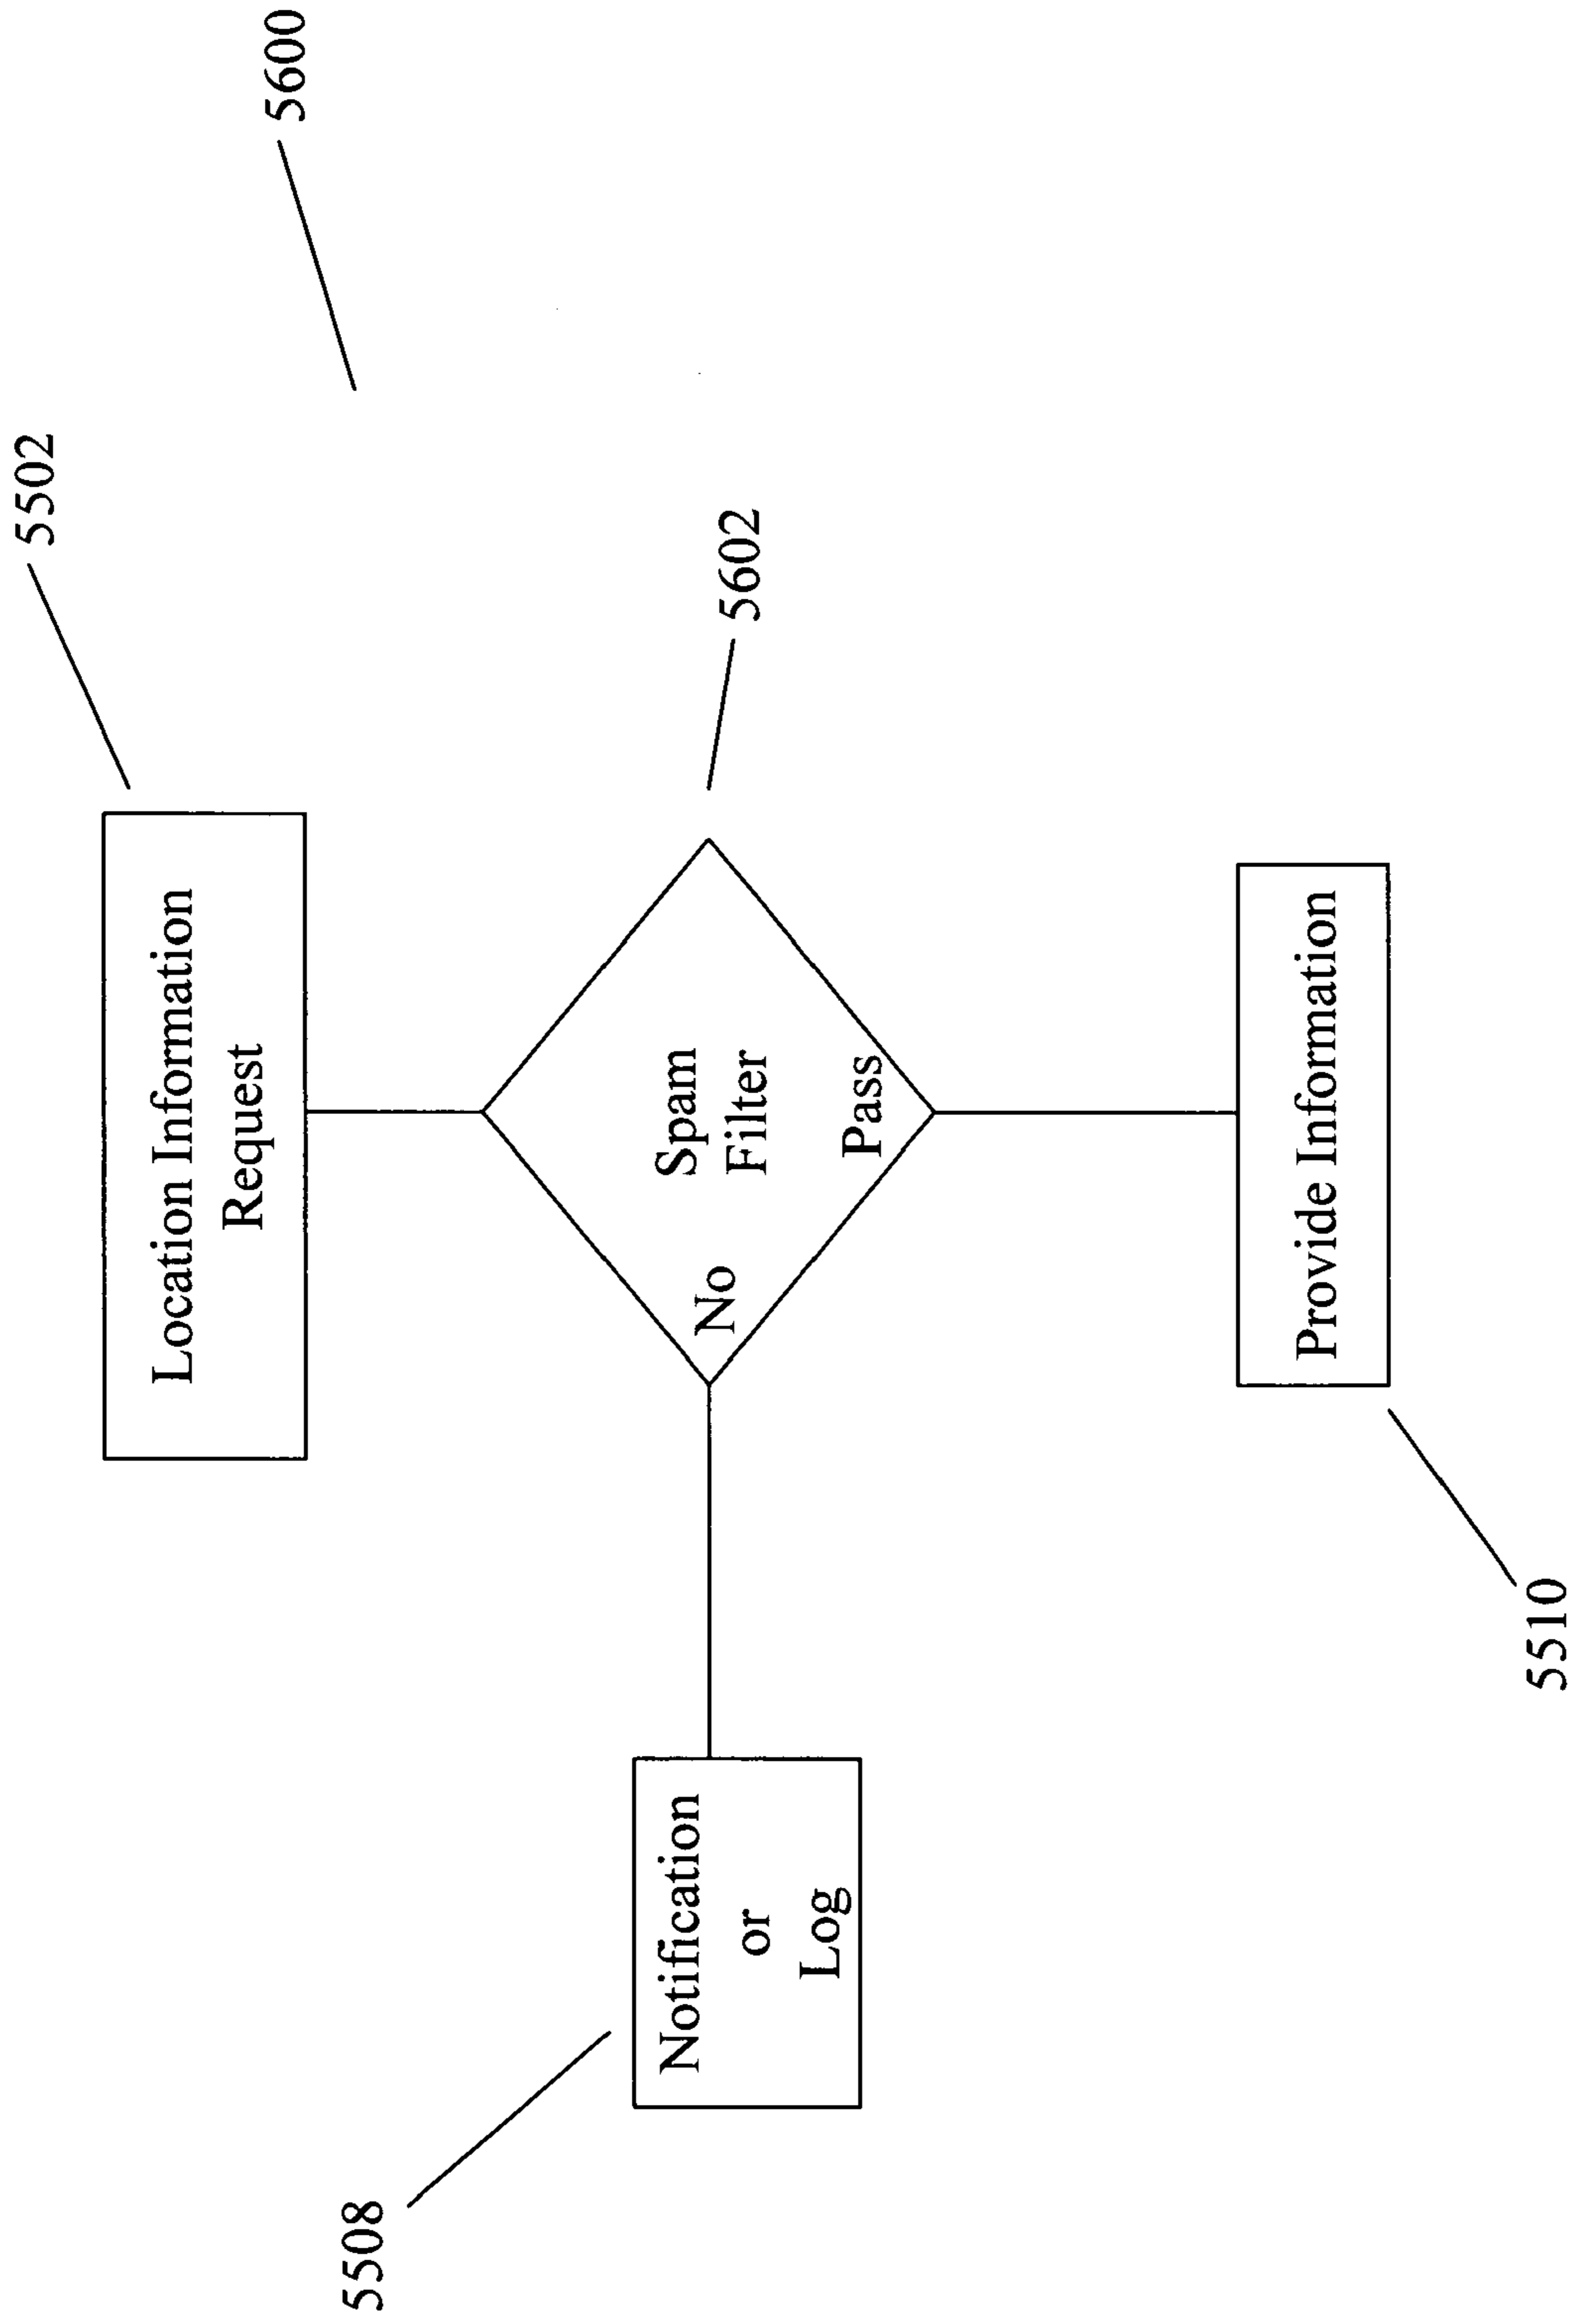 5502
5600
Location Information
Request
5602
Spam
Filter
No
Pass
5508
Notification
or
Log
Provide Information
5510